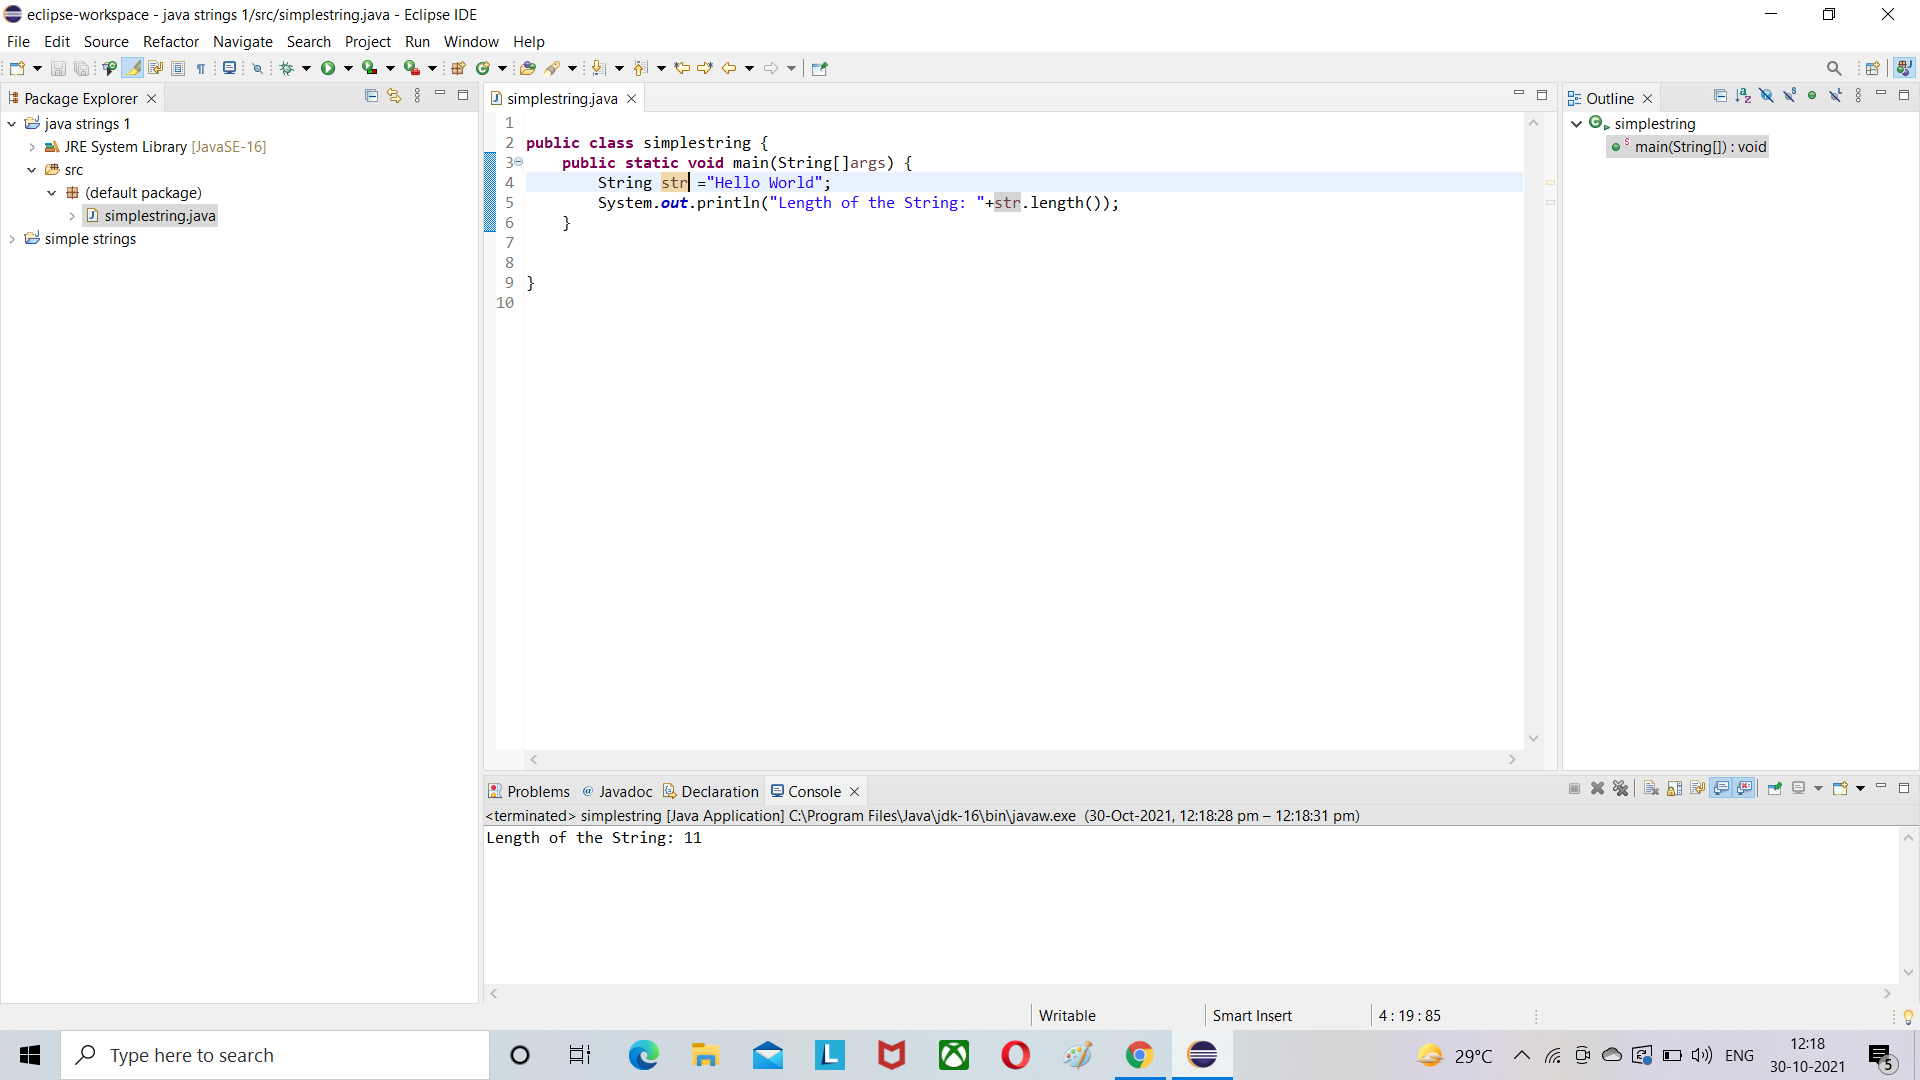 eclipse-workspace - java strings 1/src/simplestring.java - Eclipse IDE
File Edit Source Refactor Navigate Search Project Run Window Help
Package Explorer
java strings 1
JRE System Library [JavaSE-16]
src
(default package)
simplestring.java
simple strings
simplestring.java
1
2 public class simplestring {
3 public static void main(String[]args) {
4 String str ="Hello World";
5 System.out.println("Length of the String: "+str.length());
6 }
7
8
9 }
10
Outline
simplestring
main(String[]) : void
Problems Javadoc Declaration Console
<terminated> simplestring [Java Application] C:\Program Files\Java\jdk-16\bin\javaw.exe (30-Oct-2021, 12:18:28 pm – 12:18:31 pm)
Length of the String: 11
Writable Smart Insert 4 : 19 : 85
Type here to search
29°C ENG 12:18
30-10-2021
5